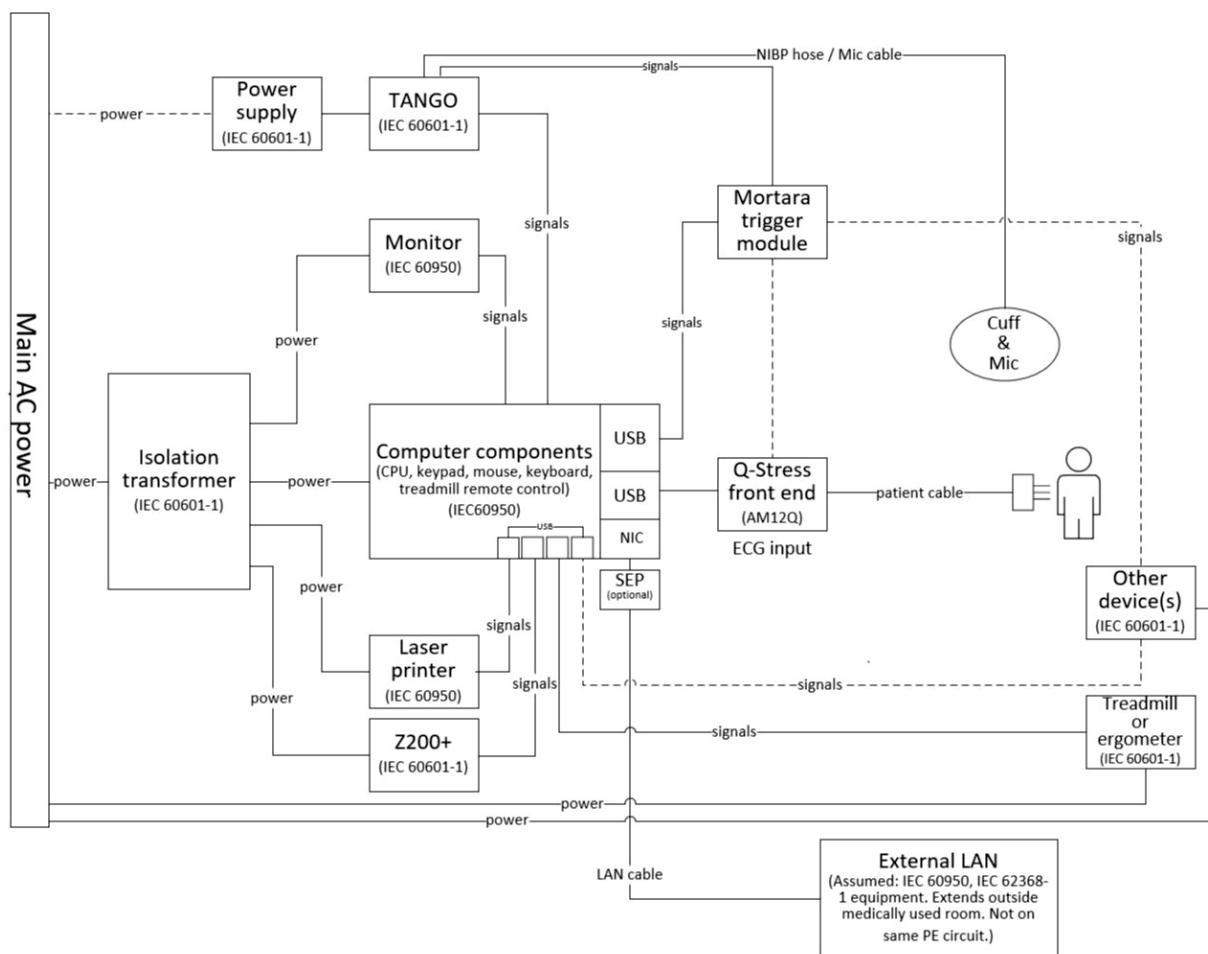 NIBP hose / Mic cable
signals
Power
supply
(IEC 60601-1)
TANGO
(IEC 60601-1)
power
signals
Mortara
trigger
module
signals
Monitor
(IEC 60950)
signals
signals
Main AC power
power
Cuff
&
Mic
Isolation
transformer
(IEC 60601-1)
power
power
Computer components
(CPU, keypad, mouse, keyboard,
treadmill remote control)
(IEC60950)
USB
USB
NIC
USB
Q-Stress
front end
(AM12Q)
ECG input
patient cable
SEP
(optional)
power
signals
Other
device(s)
(IEC 60601-1)
Laser
printer
(IEC 60950)
signals
signals
power
Treadmill
or
ergometer
(IEC 60601-1)
signals
Z200+
(IEC 60601-1)
power
power
LAN cable
External LAN
(Assumed: IEC 60950, IEC 62368-
1 equipment. Extends outside
medically used room. Not on
same PE circuit.)